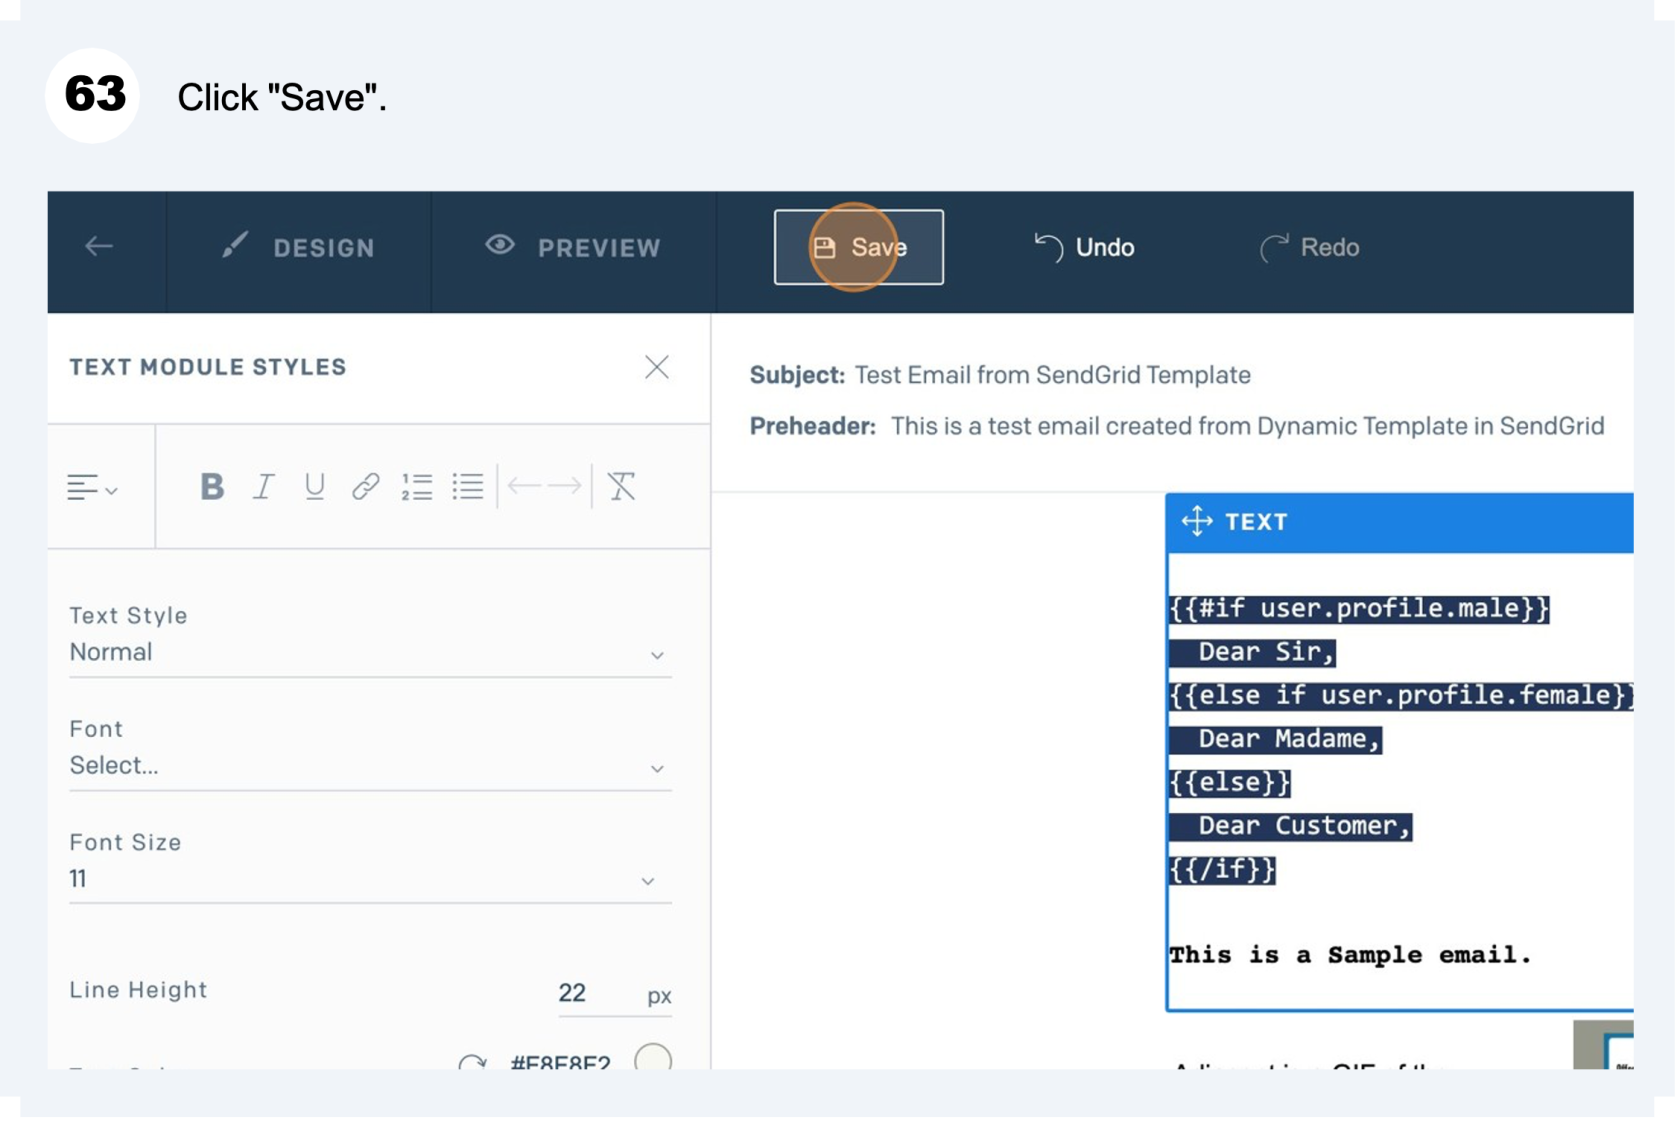 63 Click "Save".
DESIGN PREVIEW Save Undo Redo
TEXT MODULE STYLES
Subject: Test Email from SendGrid Template
Preheader: This is a test email created from Dynamic Template in SendGrid
B I U
TEXT
Text Style
Normal
Font
Select...
Font Size
11
Line Height 22 px
{{#if user.profile.male}}
Dear Sir,
{{else if user.profile.female}}
Dear Madame,
{{else}}
Dear Customer,
{{/if}}
This is a Sample email.